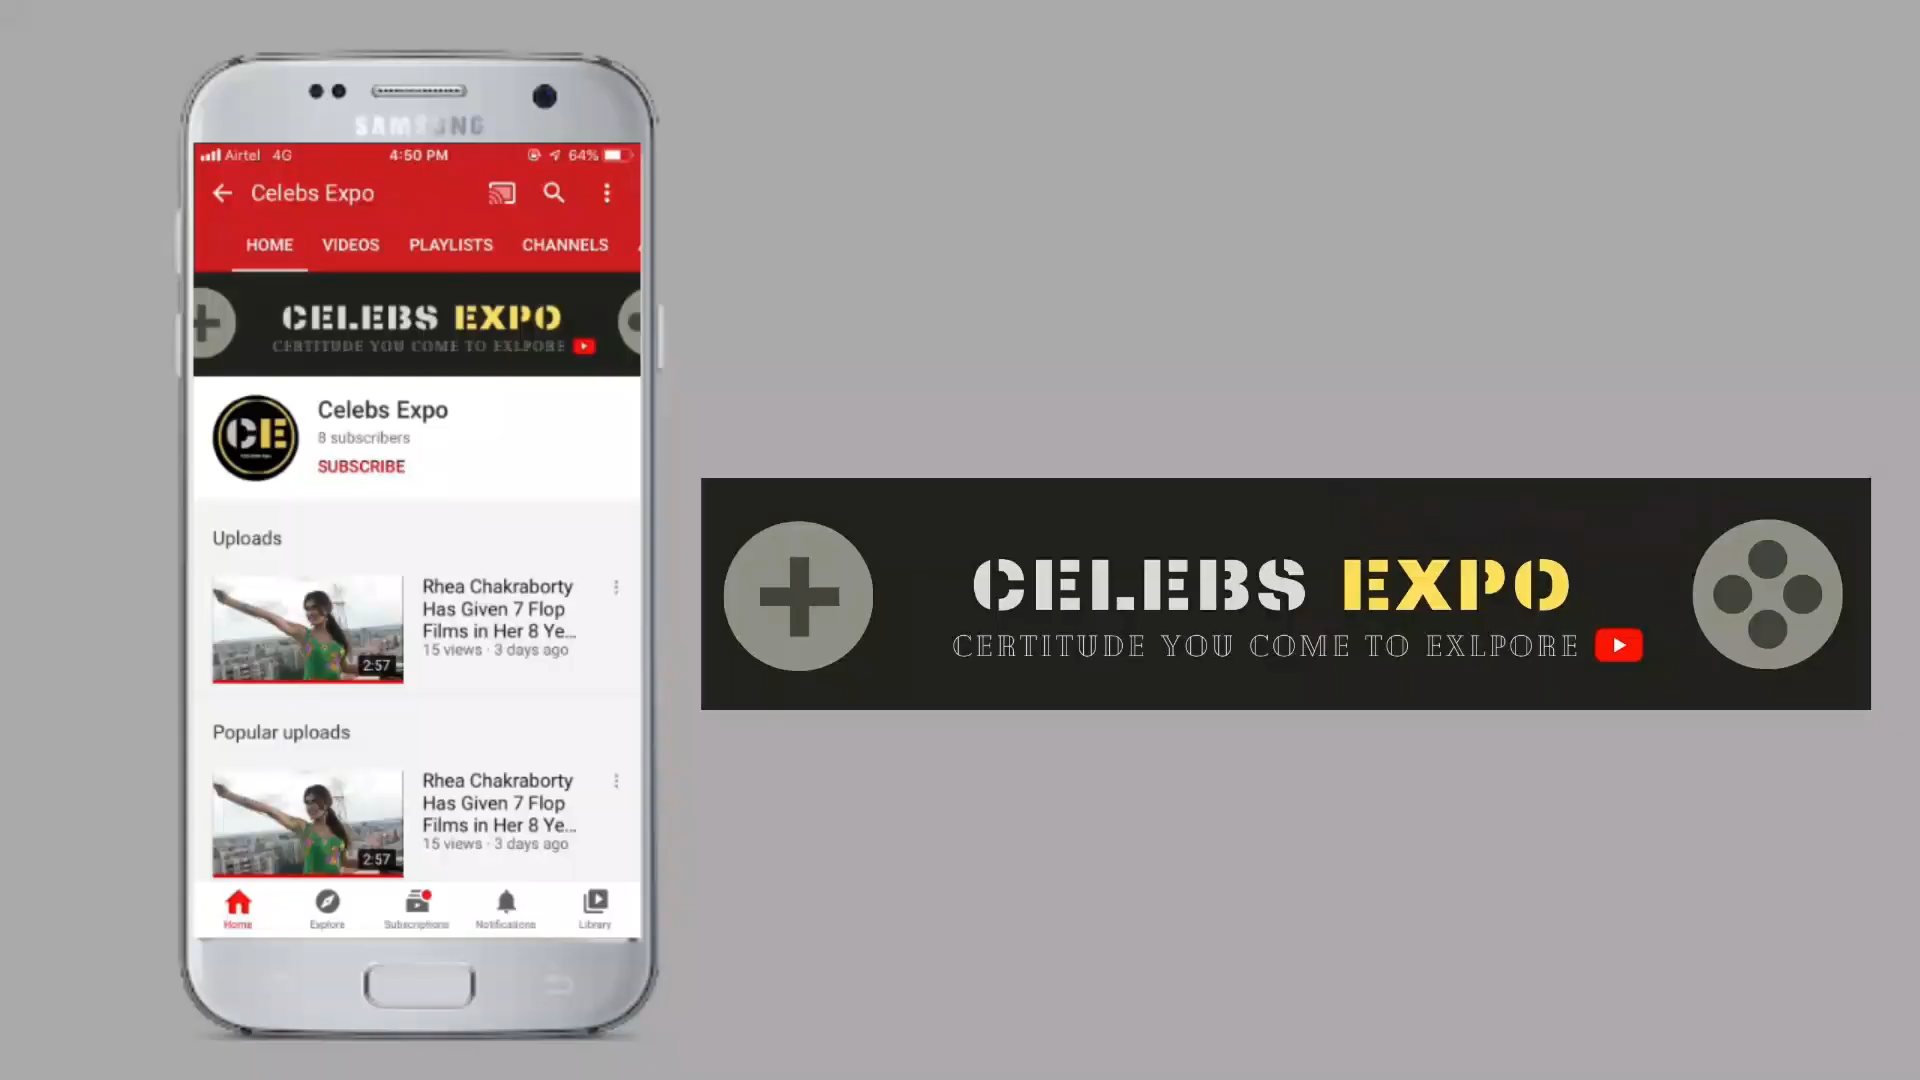 SAMSUNG
Airtel 4G 4:50 PM 64%
Celebs Expo
HOME VIDEOS PLAYLISTS CHANNELS
CELEBS EXPO
CERTITUDE YOU COME TO EXLPORE
CE
Celebs Expo
8 subscribers
SUBSCRIBE
Uploads
Rhea Chakraborty
Has Given 7 Flop
Films in Her 8 Ye...
15 views · 3 days ago
2:57
Popular uploads
Rhea Chakraborty
Has Given 7 Flop
Films in Her 8 Ye...
15 views · 3 days ago
2:57
Home Explore Subscriptions Notifications Library
CELEBS EXPO
CERTITUDE YOU COME TO EXLPORE